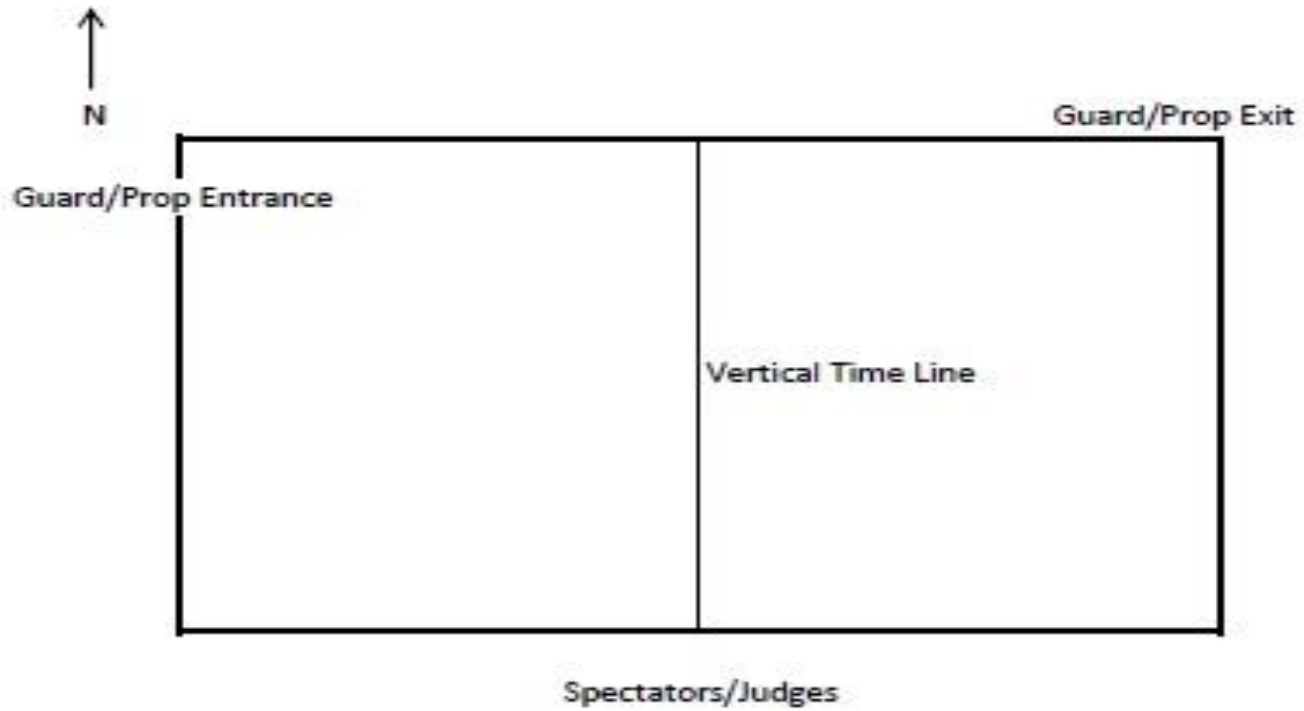 N
Guard/Prop Exit
Guard/Prop Entrance
Vertical Time Line
Spectators/Judges